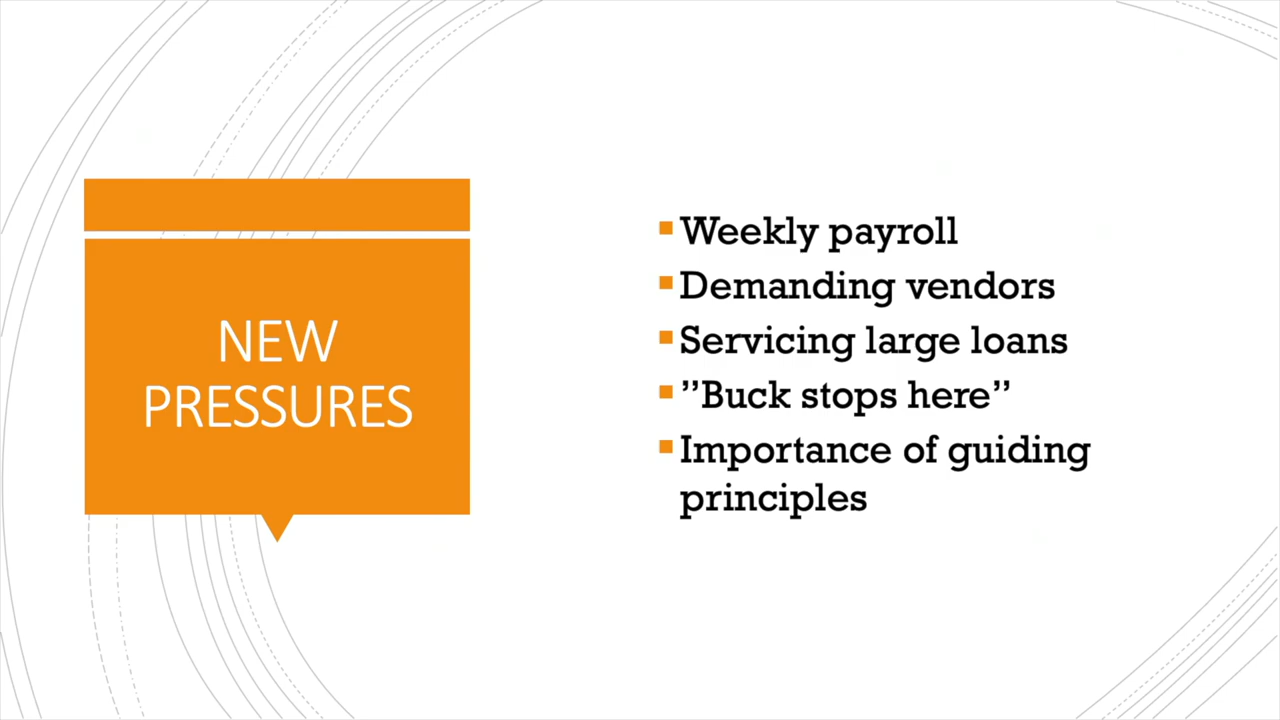 NEW
PRESSURES
Weekly payroll
Demanding vendors
Servicing large loans
”Buck stops here”
Importance of guiding
principles